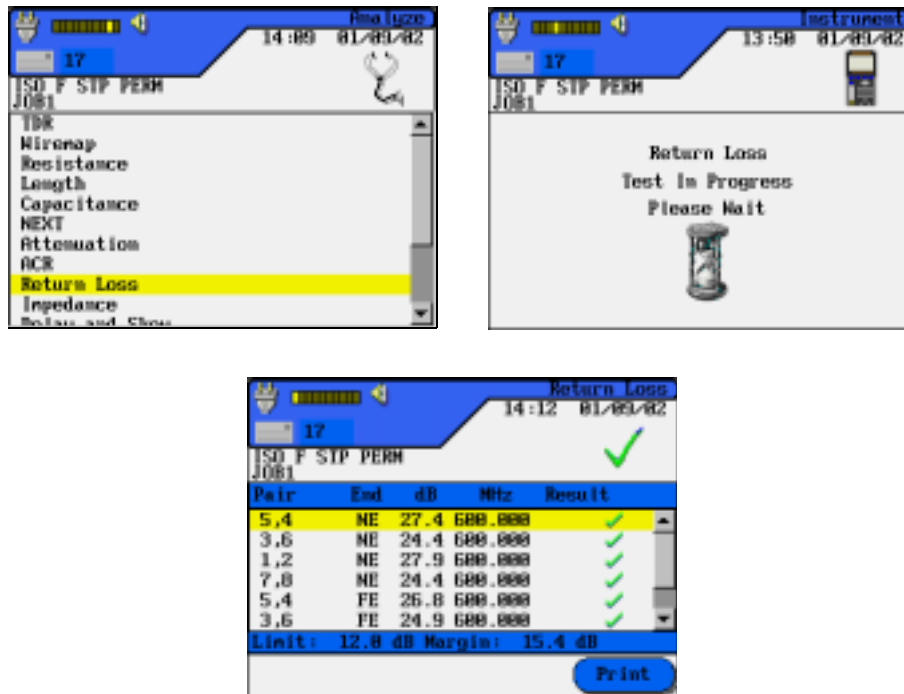 Analyze
14:09 01/09/02
17
ISO F STP PERM
JOB1
TDR
Wiremap
Resistance
Length
Capacitance
NEXT
Attenuation
ACR
Return Loss
Impedance
Delay and Skew
Instrument
13:50 01/09/02
17
ISO F STP PERM
JOB1
Return Loss
Test In Progress
Please Wait
Return Loss
14:12 01/09/02
17
ISO F STP PERM
JOB1
Pair End dB MHz Result
5,4 NE 27.4 600.000
3,6 NE 24.4 600.000
1,2 NE 27.9 600.000
7,8 NE 24.4 600.000
5,4 FE 26.8 600.000
3,6 FE 24.9 600.000
Limit: 12.0 dB Margin: 15.4 dB
Print